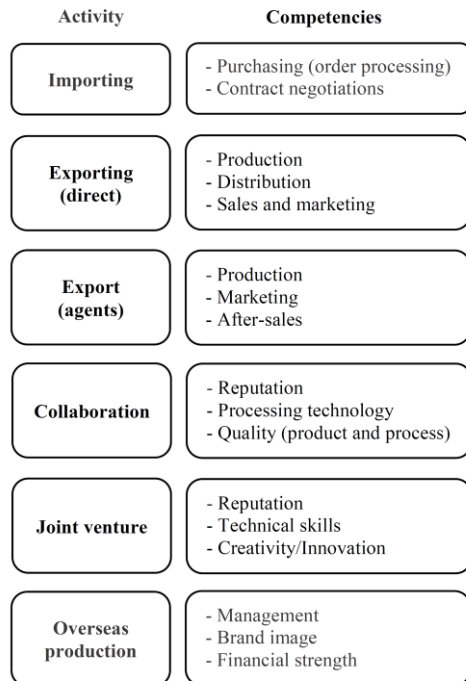 Activity
Competencies
Importing
- Purchasing (order processing)
- Contract negotiations
Exporting
(direct)
- Production
- Distribution
- Sales and marketing
Export
(agents)
- Production
- Marketing
- After-sales
Collaboration
- Reputation
- Processing technology
- Quality (product and process)
Joint venture
- Reputation
- Technical skills
- Creativity/Innovation
Overseas
production
- Management
- Brand image
- Financial strength